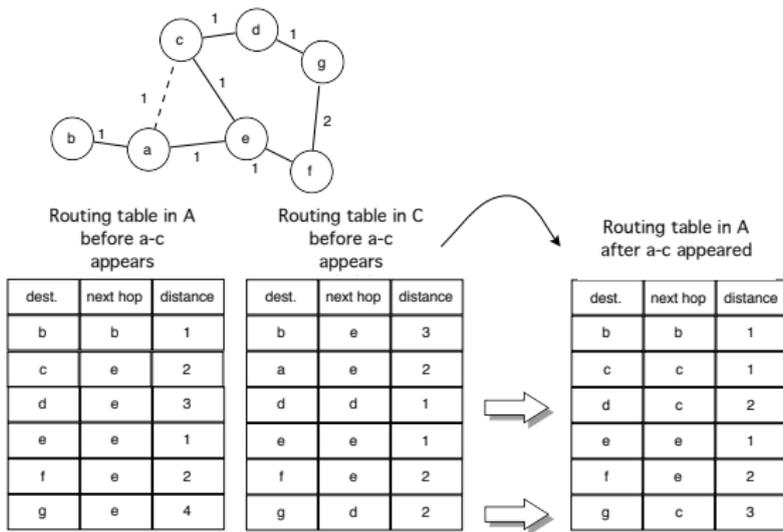 1
c
d
1
g
1
1
b
1
a
1
e
1
f
2
Routing table in A
before a-c
appears
Routing table in C
before a-c
appears
Routing table in A
after a-c appeared
dest. next hop distance
b b 1
c e 2
d e 3
e e 1
f e 2
g e 4
dest. next hop distance
b e 3
a e 2
d d 1
e e 1
f e 2
g d 2
dest. next hop distance
b b 1
c c 1
d c 2
e e 1
f e 2
g c 3